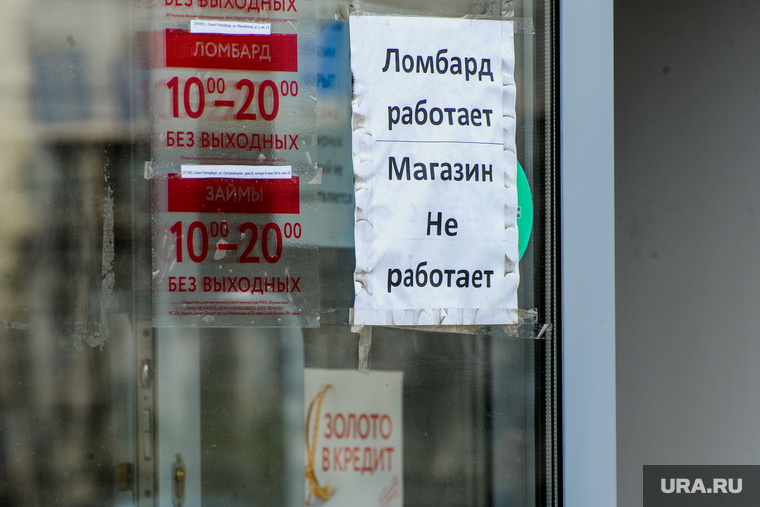 БЕЗ ВЫХОДНЫХ
ЛОМБАРД
10⁰⁰–20⁰⁰
БЕЗ ВЫХОДНЫХ
ЗАЙМЫ
10⁰⁰–20⁰⁰
БЕЗ ВЫХОДНЫХ
Ломбард
работает
Магазин
Не
работает
ЗОЛОТО
В КРЕДИТ
URA.RU